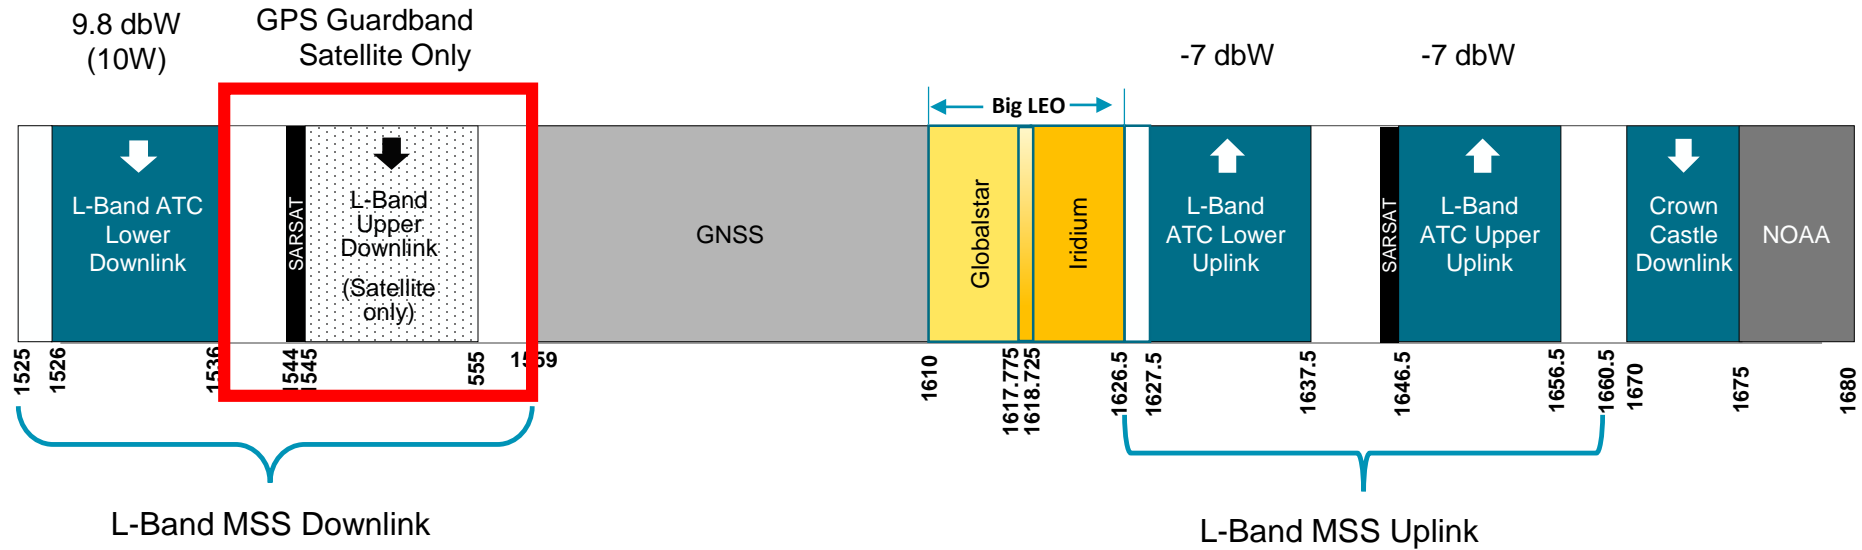 9.8 dbW
(10W)
GPS Guardband
Satellite Only
-7 dbW
-7 dbW
Big LEO
L-Band ATC
Lower
Downlink
SARSAT
L-Band
Upper
Downlink
(Satellite
only)
GNSS
Globalstar
Iridium
L-Band
ATC Lower
Uplink
SARSAT
L-Band
ATC Upper
Uplink
Crown
Castle
Downlink
NOAA
1525
1526
1536
1544
1545
555
1559
1610
1617.775
1618.725
1626.5
1627.5
1637.5
1646.5
1656.5
1660.5
1670
1675
1680
L-Band MSS Downlink
L-Band MSS Uplink